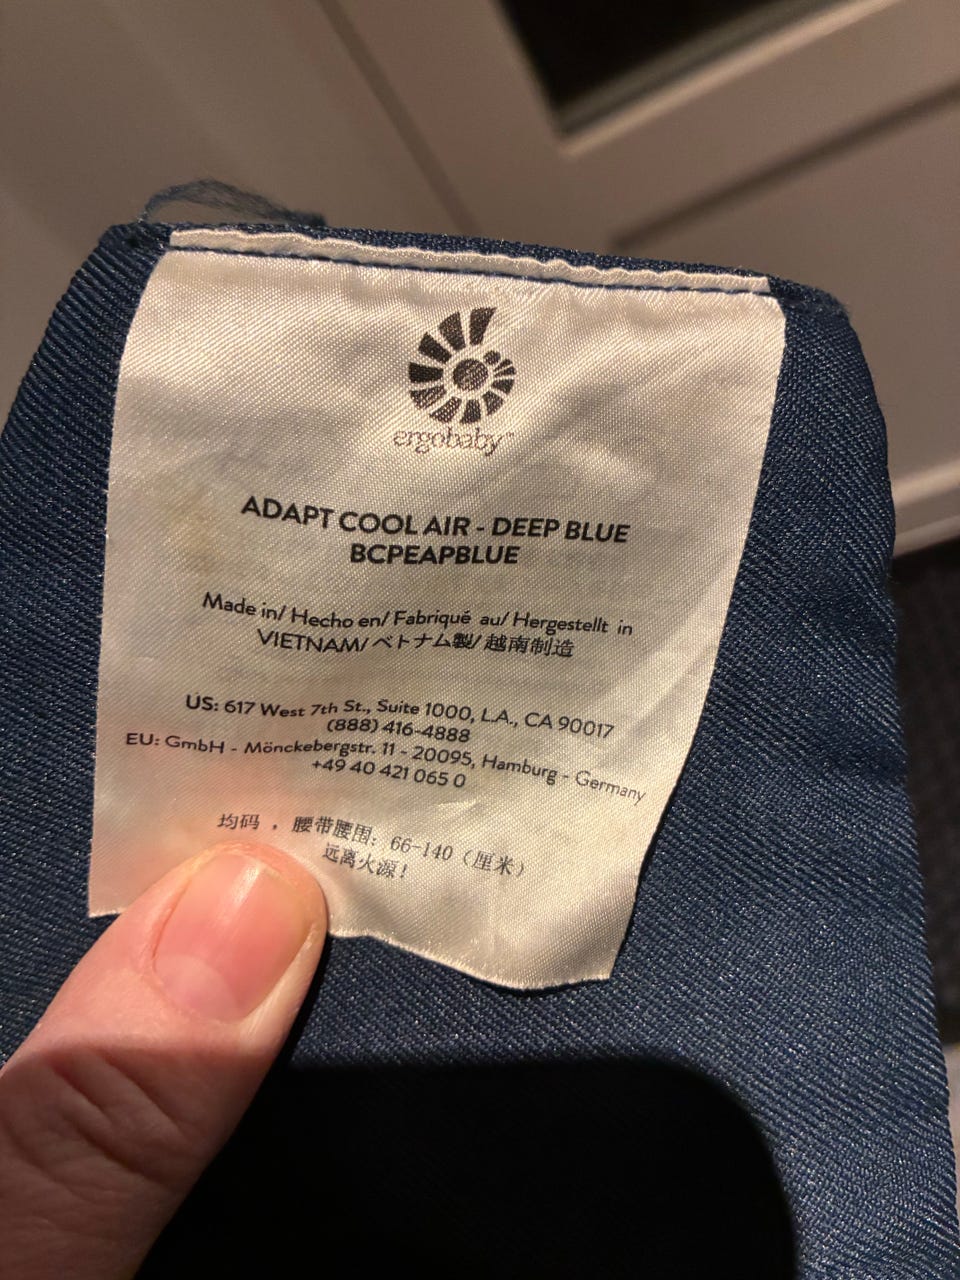 ergobaby™
ADAPT COOL AIR - DEEP BLUE
BCPEAPBLUE
Made in/ Hecho en/ Fabriqué au/ Hergestellt in
VIETNAM/ ベトナム製/ 越南制造
US: 617 West 7th St., Suite 1000, L.A., CA 90017
(888) 416-4888
EU: GmbH - Mönckebergstr. 11 - 20095, Hamburg - Germany
+49 40 421 065 0
均码，腰带腰围：66-140（厘米）
远离火源！